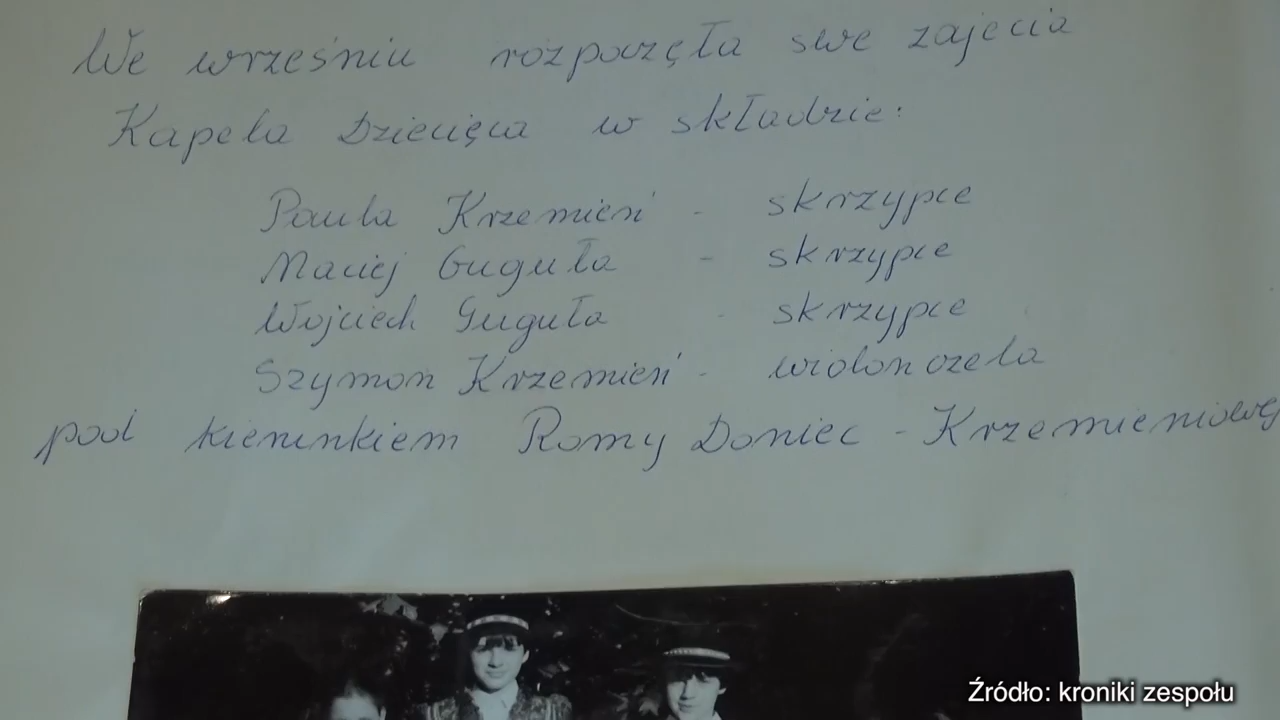 We wrześniu rozpoczęła swe zajęcia
Kapela Dziecięca w składzie:
Paula Krzemień - skrzypce
Maciej Guguła - skrzypce
Wojciech Guguła - skrzypce
Szymon Krzemień - wiolonczela
pod kierunkiem Romy Doniec - Krzemieniowej
Źródło: kroniki zespołu